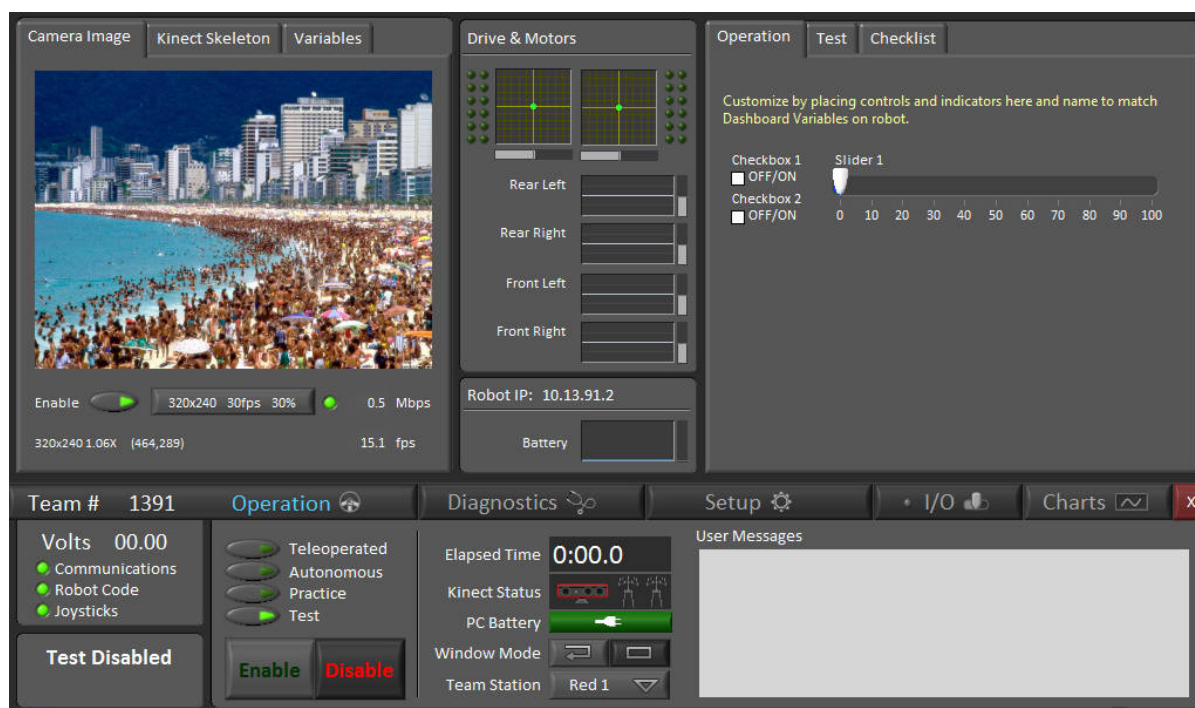 Camera Image Kinect Skeleton Variables
Enable 320x240 30fps 30% 0.5 Mbps
320x240 1.06X (464,289) 15.1 fps
Drive & Motors
Rear Left
Rear Right
Front Left
Front Right
Robot IP: 10.13.91.2
Battery
Operation Test Checklist
Customize by placing controls and indicators here and name to match
Dashboard Variables on robot.
Checkbox 1
OFF/ON
Checkbox 2
OFF/ON
Slider 1
0 10 20 30 40 50 60 70 80 90 100
Team # 1391 Operation Diagnostics Setup I/O Charts X
Volts 00.00
Communications
Robot Code
Joysticks
Test Disabled
Teleoperated
Autonomous
Practice
Test
Enable Disable
Elapsed Time 0:00.0
Kinect Status
PC Battery
Window Mode
Team Station Red 1
User Messages